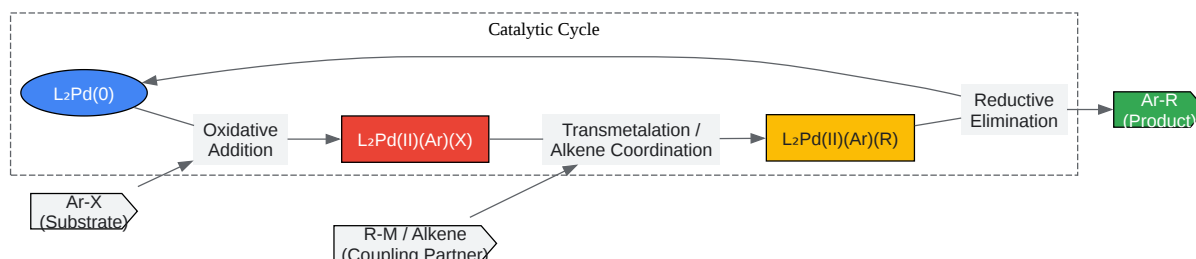 Catalytic Cycle
L₂Pd(0)
Oxidative
Addition
L₂Pd(II)(Ar)(X)
Transmetalation /
Alkene Coordination
L₂Pd(II)(Ar)(R)
Reductive
Elimination
Ar-R
(Product)
Ar-X
(Substrate)
R-M / Alkene
(Coupling Partner)